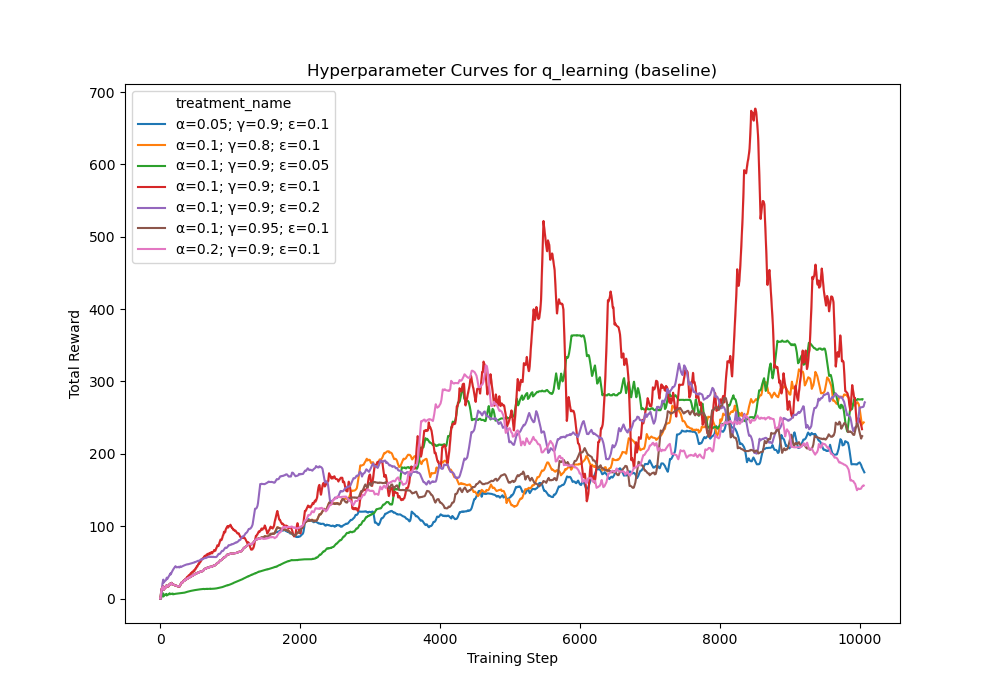 Hyperparameter Curves for q_learning (baseline)
treatment_name
α=0.05; γ=0.9; ε=0.1
α=0.1; γ=0.8; ε=0.1
α=0.1; γ=0.9; ε=0.05
α=0.1; γ=0.9; ε=0.1
α=0.1; γ=0.9; ε=0.2
α=0.1; γ=0.95; ε=0.1
α=0.2; γ=0.9; ε=0.1
Total Reward
700
600
500
400
300
200
100
0
0 2000 4000 6000 8000 10000
Training Step